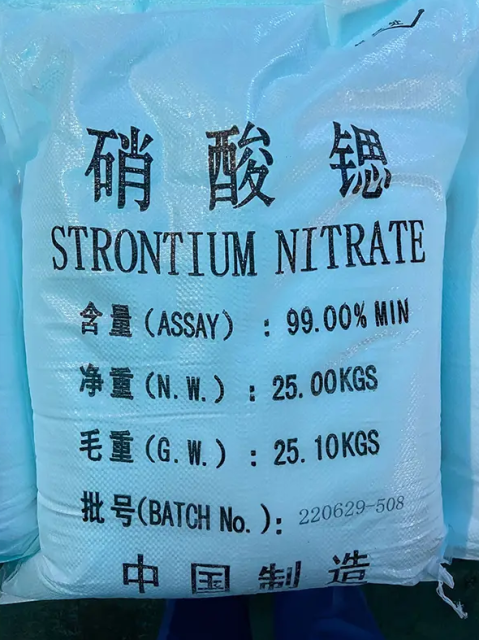 硝酸锶
STRONTIUM NITRATE
含量(ASSAY) : 99.00% MIN
净重(N.W.) : 25.00KGS
毛重(G.W.) : 25.10KGS
批号(BATCH No.): 220629-508
中国制造